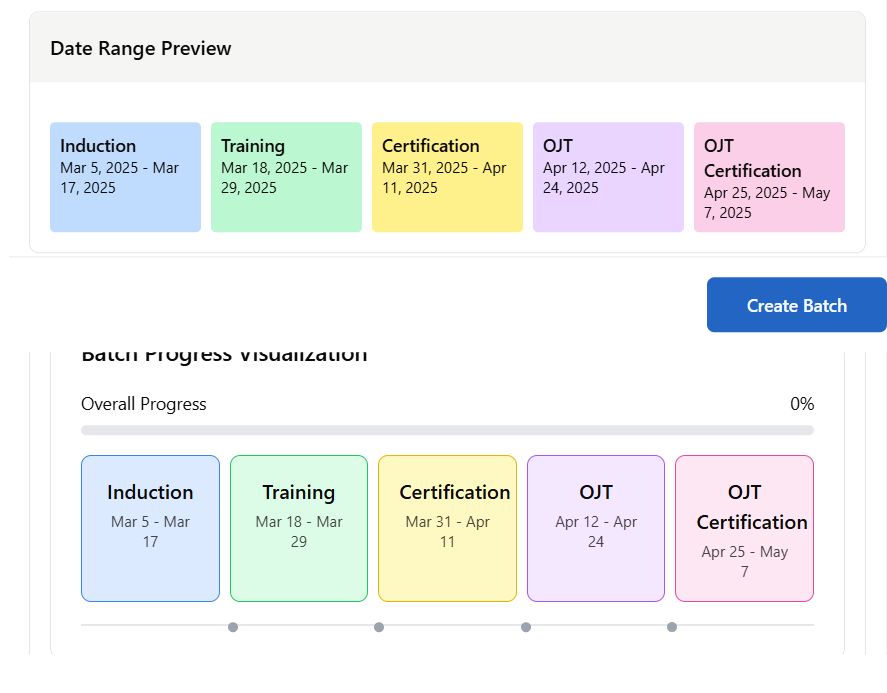 Date Range Preview
Induction
Mar 5, 2025 - Mar
17, 2025
Training
Mar 18, 2025 - Mar
29, 2025
Certification
Mar 31, 2025 - Apr
11, 2025
OJT
Apr 12, 2025 - Apr
24, 2025
OJT
Certification
Apr 25, 2025 - May
7, 2025
Create Batch
Batch Progress Visualization
Overall Progress
0%
Induction
Mar 5 - Mar
17
Training
Mar 18 - Mar
29
Certification
Mar 31 - Apr
11
OJT
Apr 12 - Apr
24
OJT
Certification
Apr 25 - May
7